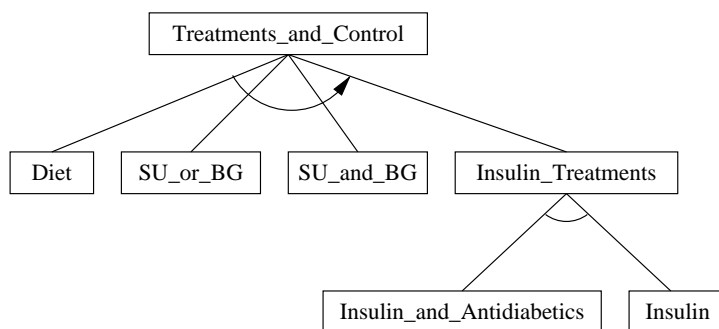 Treatments_and_Control
Diet
SU_or_BG
SU_and_BG
Insulin_Treatments
Insulin_and_Antidiabetics
Insulin